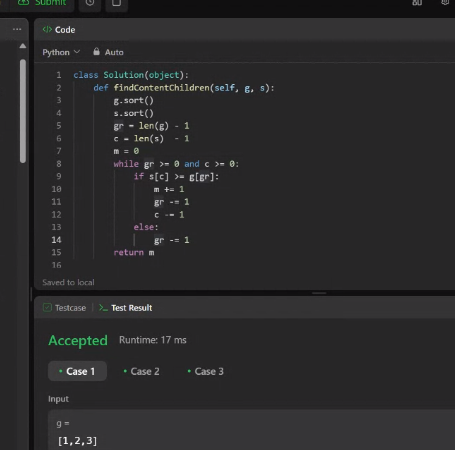 Submit
Code
Python Auto
1 class Solution(object):
2 def findContentChildren(self, g, s):
3 g.sort()
4 s.sort()
5 gr = len(g) - 1
6 c = len(s) - 1
7 m = 0
8 while gr >= 0 and c >= 0:
9 if s[c] >= g[gr]:
10 m += 1
11 gr -= 1
12 c -= 1
13 else:
14 gr -= 1
15 return m
16
Saved to local
Testcase | >_ Test Result
Accepted Runtime: 17 ms
• Case 1 • Case 2 • Case 3
Input
g =
[1,2,3]